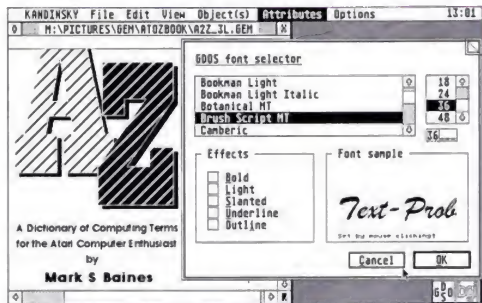 KANDINSKY File Edit View Object(s) Attributes Options 13:01
M:\PICTURES\GEM\ATOZBOOK\A2Z_3L.GEM
AZ
A Dictionary of Computing Terms
for the Atari Computer Enthusiast
by
Mark S Baines
GDOS font selector
Bookman Light
Bookman Light Italic
Botanical MT
Brush Script MT
Camberic
18
24
36
48
36
Effects
Bold
Light
Slanted
Underline
Outline
Font sample
Text-Prob
Set by mouse clicking!
Cancel
OK